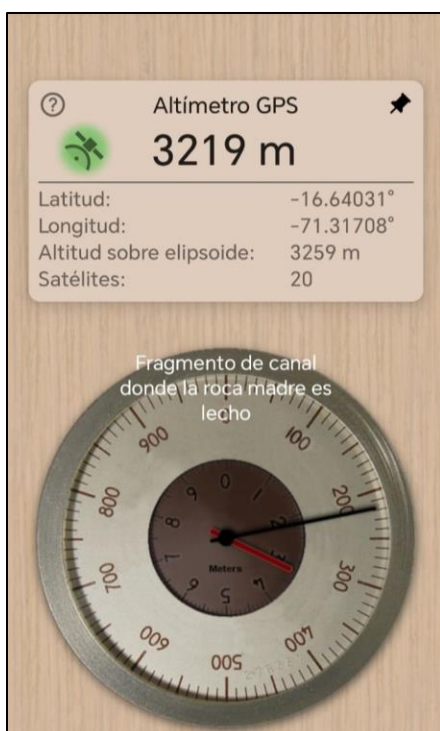 ?
Altímetro GPS
3219 m
Latitud: -16.64031°
Longitud: -71.31708°
Altitud sobre elipsoide: 3259 m
Satélites: 20
Fragmento de canal
donde la roca madre es
lecho
100
200
300
400
500
600
700
800
900
0
1
2
3
4
5
6
7
8
9
Meters